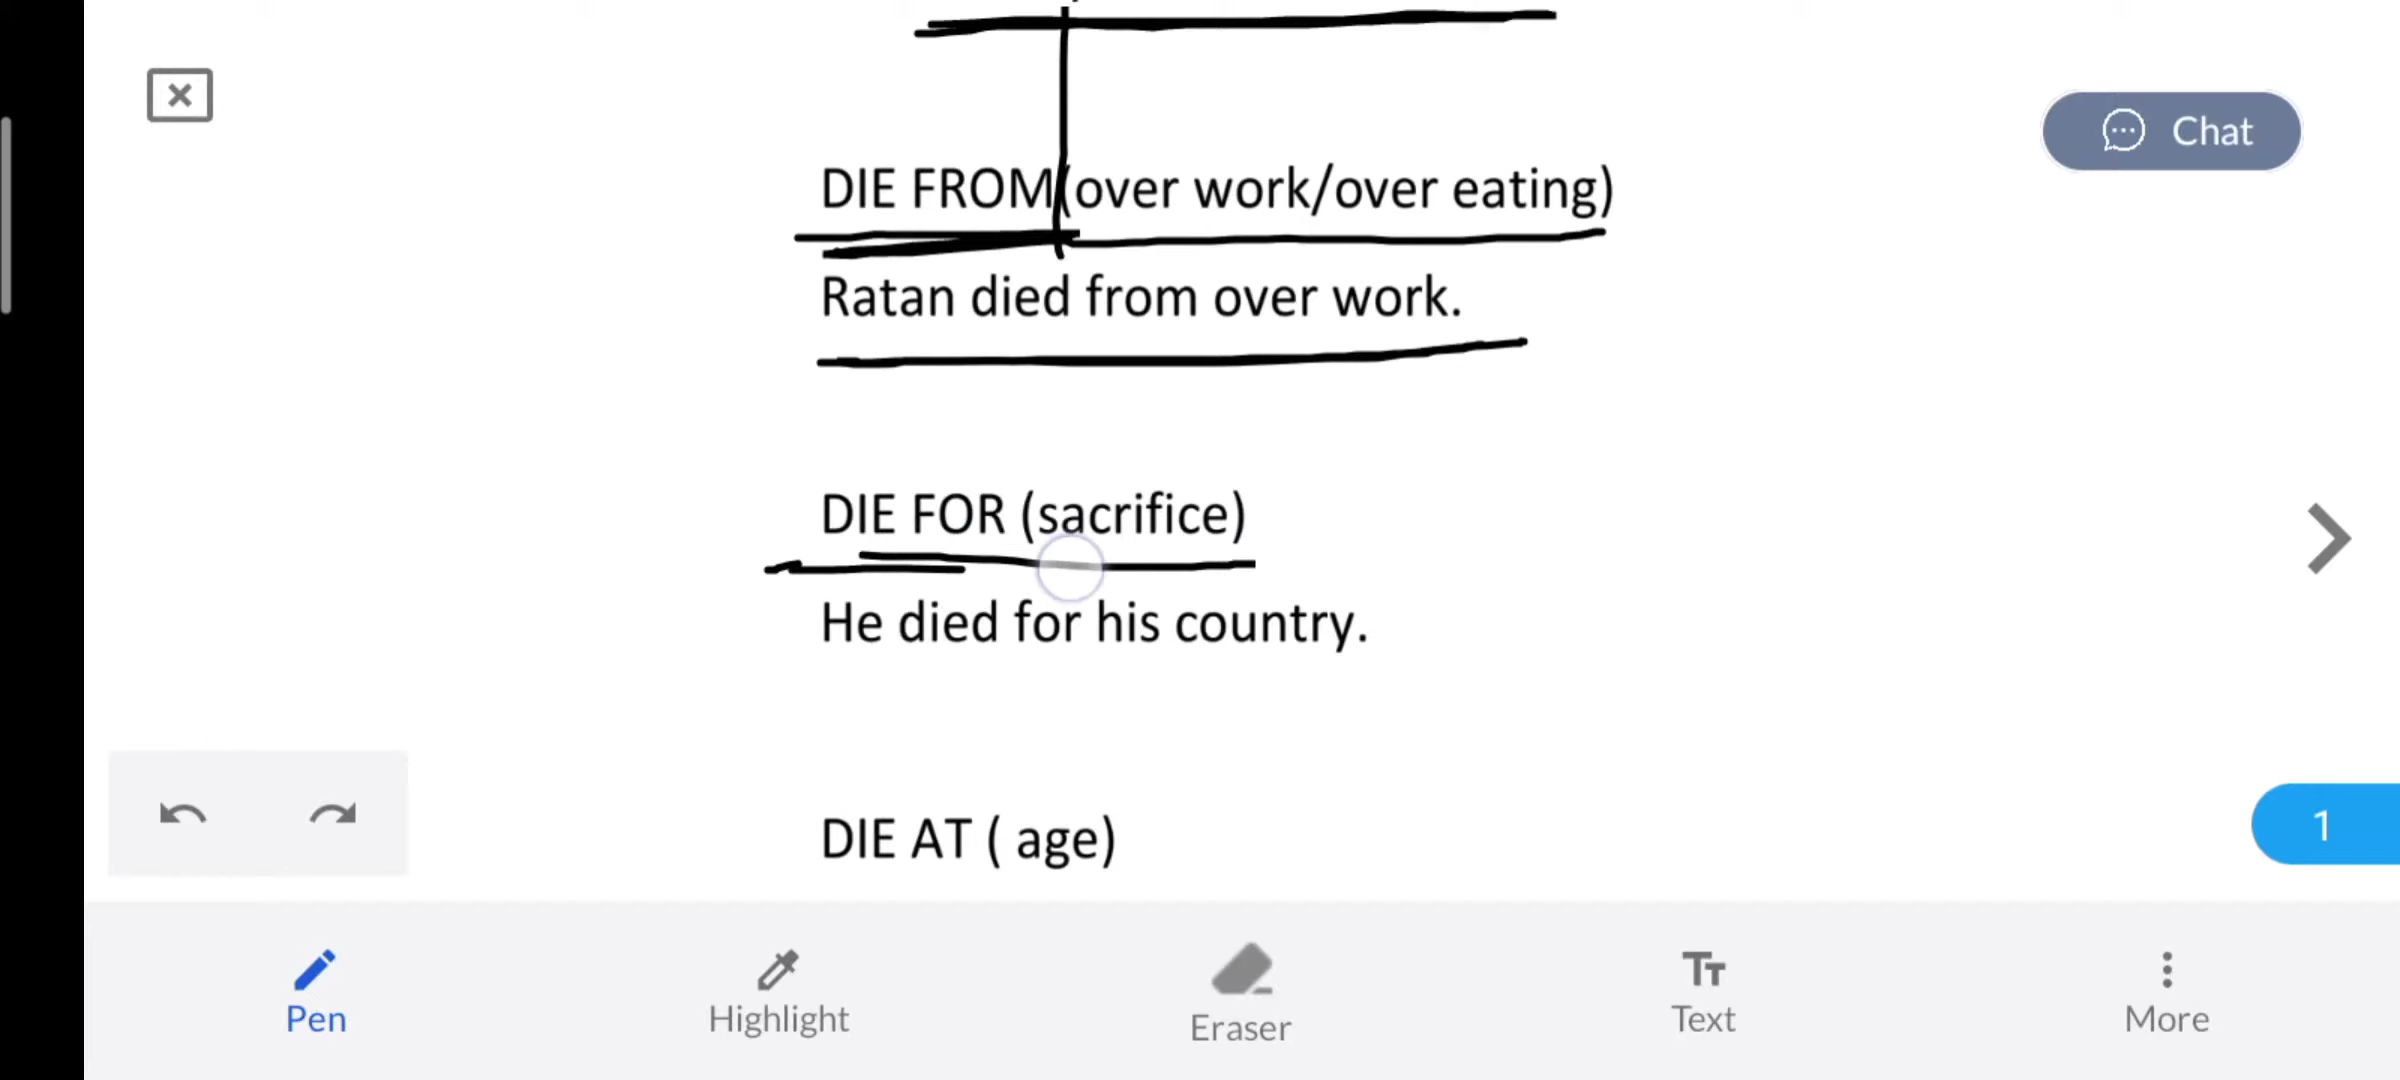 Chat
DIE FROM(over work/over eating)
Ratan died from over work.
DIE FOR (sacrifice)
He died for his country.
DIE AT ( age)
1
Pen
Highlight
Eraser
Text
More